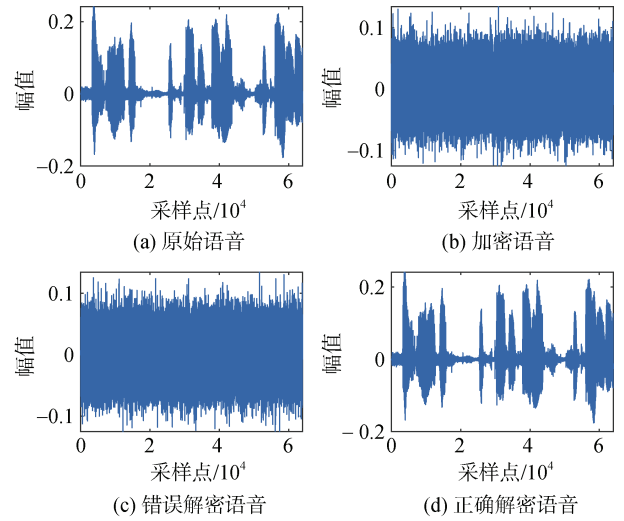 0.2
0
−0.2
幅值
0 2 4 6
采样点/10⁴
(a) 原始语音
0.1
0
−0.1
幅值
0 2 4 6
采样点/10⁴
(b) 加密语音
0.1
0
−0.1
幅值
0 2 4 6
采样点/10⁴
(c) 错误解密语音
0.2
0
− 0.2
幅值
0 2 4 6
采样点/10⁴
(d) 正确解密语音